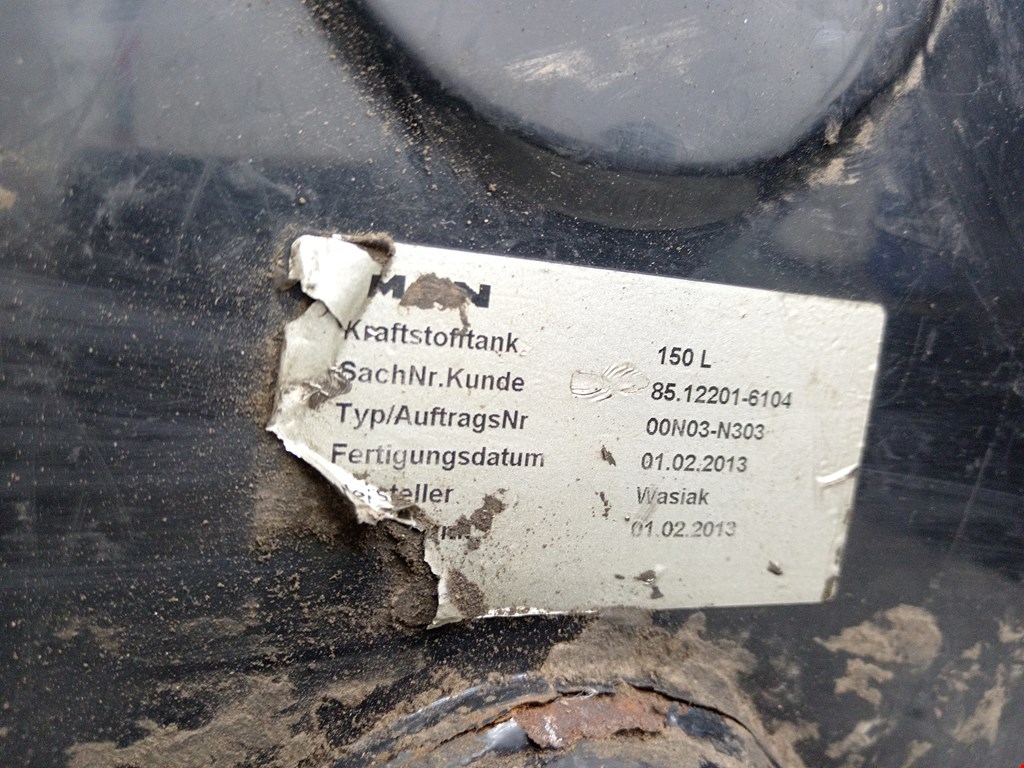 MAN
Kraftstofftank 150 L
SachNr.Kunde 85.12201-6104
Typ/AuftragsNr 00N03-N303
Fertigungsdatum 01.02.2013
Hersteller Wasiak
01.02.2013